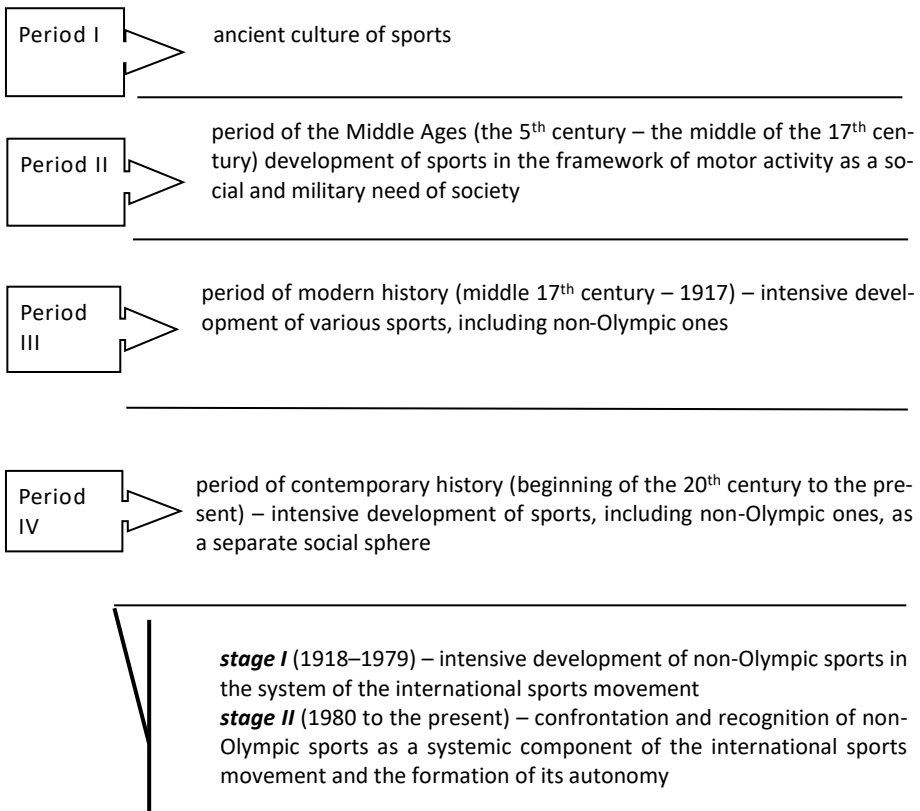 Period I
ancient culture of sports
Period II
period of the Middle Ages (the 5th century – the middle of the 17th cen-
tury) development of sports in the framework of motor activity as a so-
cial and military need of society
Period
III
period of modern history (middle 17th century – 1917) – intensive devel-
opment of various sports, including non-Olympic ones
Period
IV
period of contemporary history (beginning of the 20th century to the pre-
sent) – intensive development of sports, including non-Olympic ones, as
a separate social sphere
stage I (1918–1979) – intensive development of non-Olympic sports in
the system of the international sports movement
stage II (1980 to the present) – confrontation and recognition of non-
Olympic sports as a systemic component of the international sports
movement and the formation of its autonomy